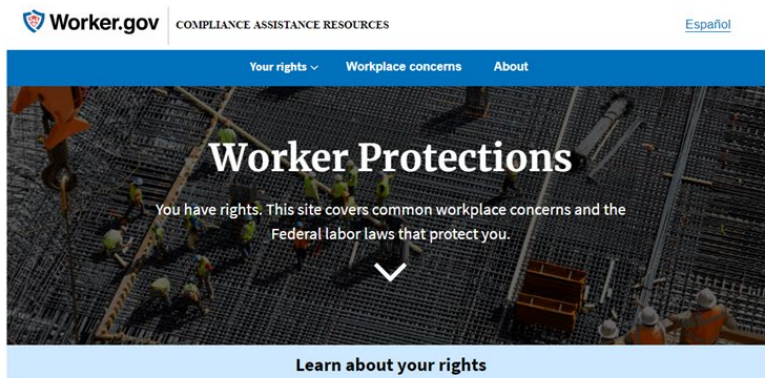 Worker.gov
COMPLIANCE ASSISTANCE RESOURCES
Español
Your rights
Workplace concerns
About
Worker Protections
You have rights. This site covers common workplace concerns and the
Federal labor laws that protect you.
Learn about your rights